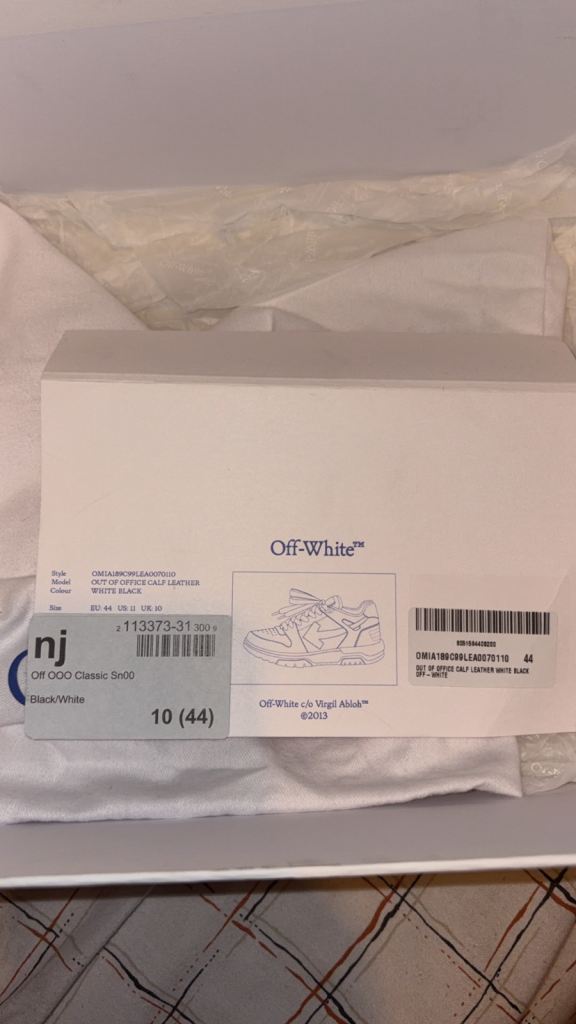 Off-White™
Style OMIA189C99LEA0070110
Model OUT OF OFFICE CALF LEATHER
Colour WHITE BLACK
Size EU: 44 US: 11 UK: 10
nj
2 113373-31 300 9
Off OOO Classic Sn00
Black/White
10 (44)
OMIA189C99LEA0070110 44
OUT OF OFFICE CALF LEATHER WHITE BLACK
OFF-WHITE
Off-White c/o Virgil Abloh™
©2013